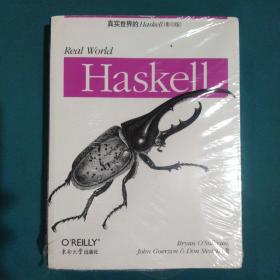 真实世界的Haskell(影印版)
Real World
Haskell
O'REILLY®
东南大学出版社
Bryan O'Sullivan,
John Goerzen & Don Stewart 著